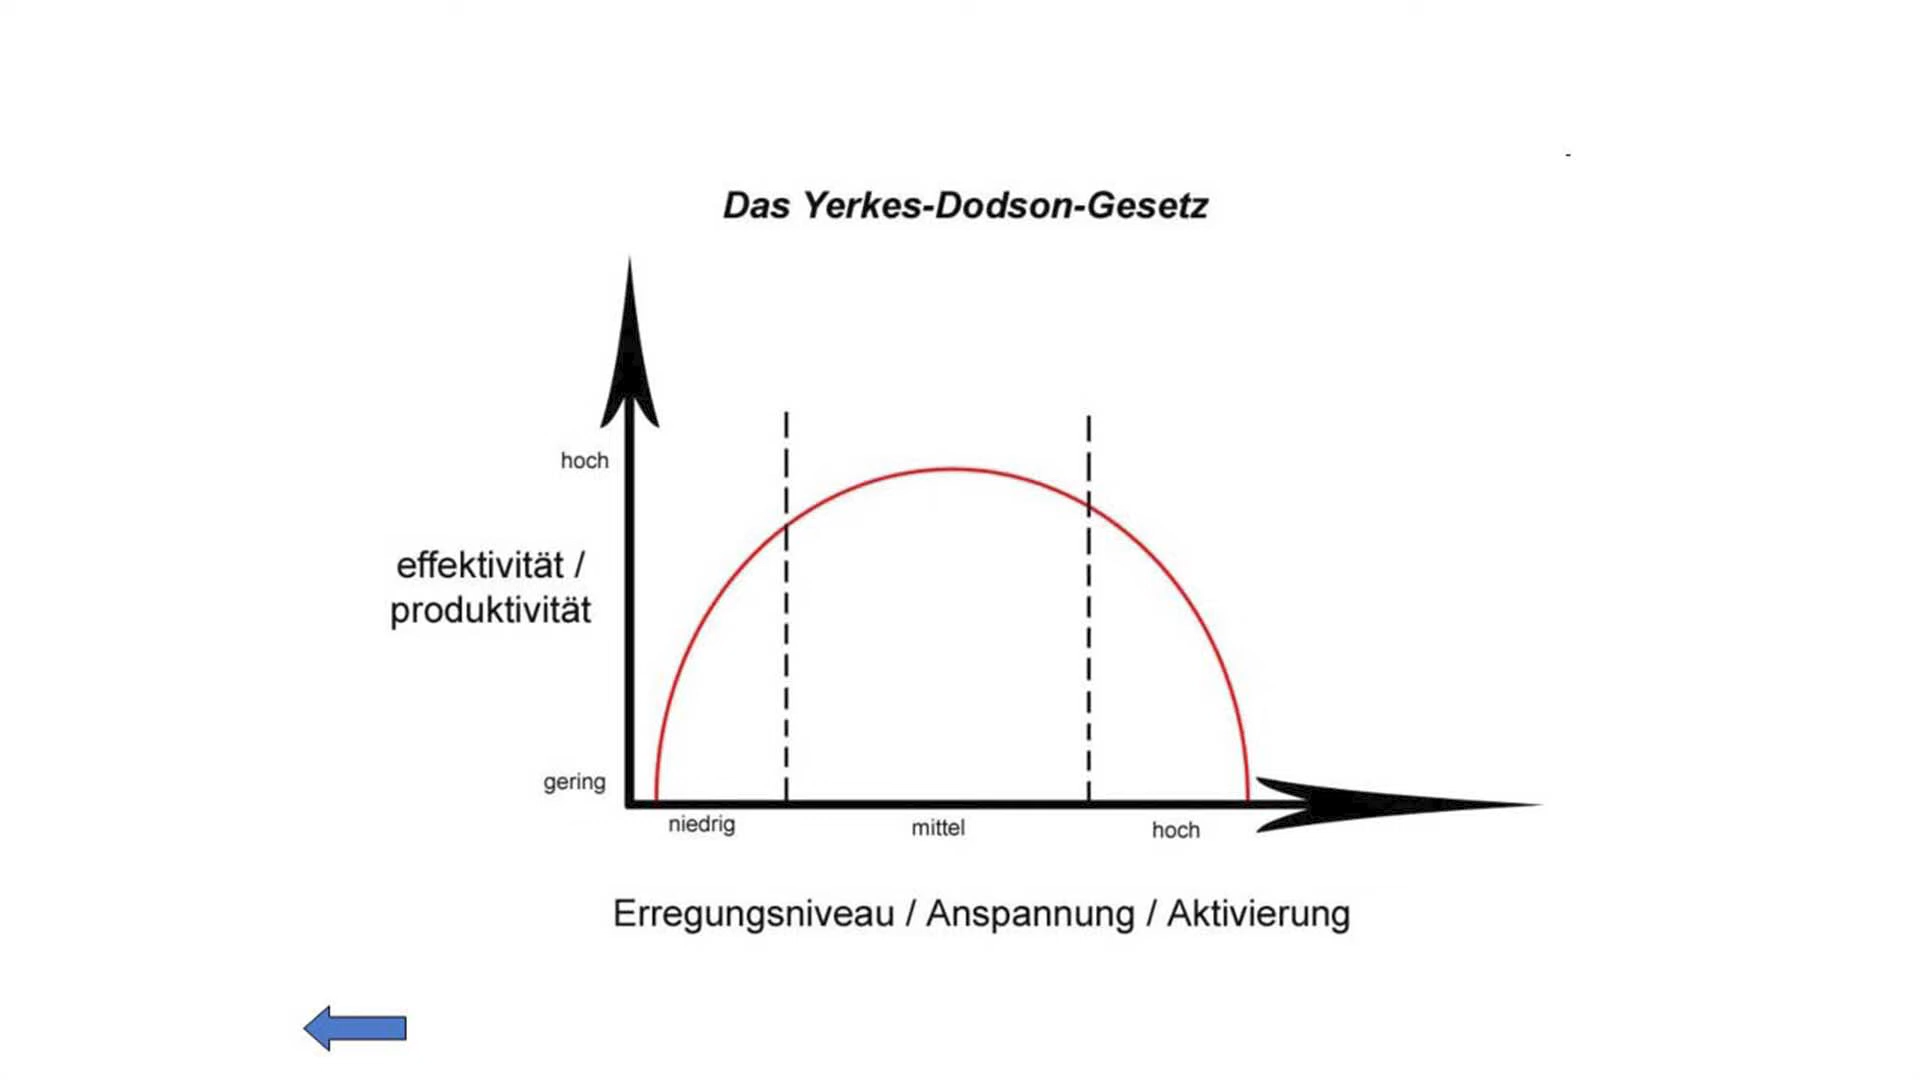 Das Yerkes-Dodson-Gesetz
hoch
effektivität /
produktivität
gering
niedrig
mittel
hoch
Erregungsniveau / Anspannung / Aktivierung